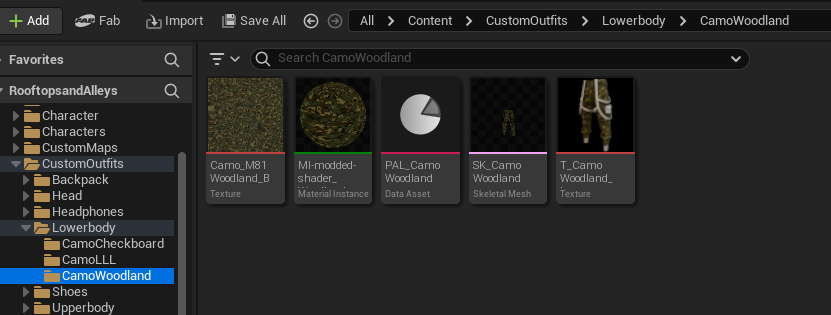 Add
Fab
Import
Save All
All
Content
CustomOutfits
Lowerbody
CamoWoodland
Favorites
RooftopsandAlleys
Character
Characters
CustomMaps
CustomOutfits
Backpack
Head
Headphones
Lowerbody
CamoCheckboard
CamoLLL
CamoWoodland
Shoes
Upperbody
Search CamoWoodland
Camo_M81
Woodland_B
Texture
MI-modded-
shader_
Material Instance
PAL_Camo
Woodland
Data Asset
SK_Camo
Woodland
Skeletal Mesh
T_Camo
Woodland_
Texture